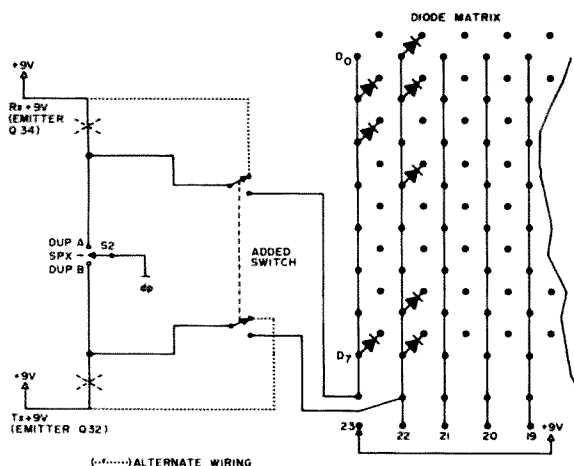 DIODE MATRIX
+9V
D0
Rx+9V
(EMITTER
Q34)
DUP A
SPX
S2
DUP B
dp
ADDED
SWITCH
+9V
D7
Tx+9V
(EMITTER Q32)
23
22
21
20
19
+9V
(--r······) ALTERNATE WIRING